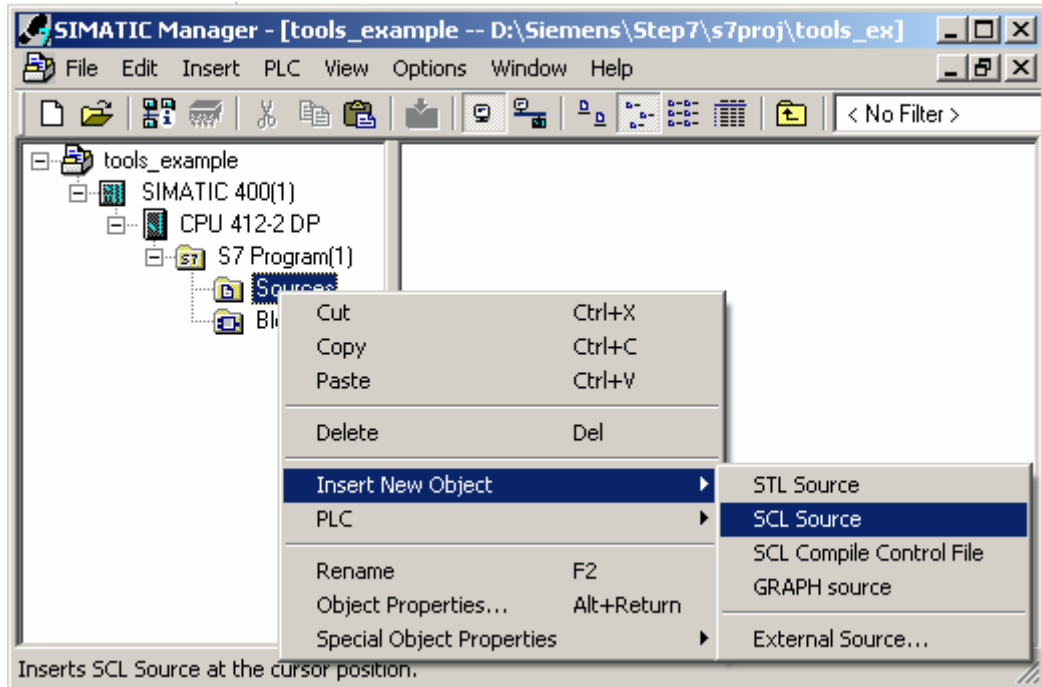 SIMATIC Manager - [tools_example -- D:\Siemens\Step7\s7proj\tools_ex]
File Edit Insert PLC View Options Window Help
< No Filter >
tools_example
SIMATIC 400(1)
CPU 412-2 DP
S7 Program(1)
Sources
Bl
Cut Ctrl+X
Copy Ctrl+C
Paste Ctrl+V
Delete Del
Insert New Object
PLC
Rename F2
Object Properties... Alt+Return
Special Object Properties
STL Source
SCL Source
SCL Compile Control File
GRAPH source
External Source...
Inserts SCL Source at the cursor position.